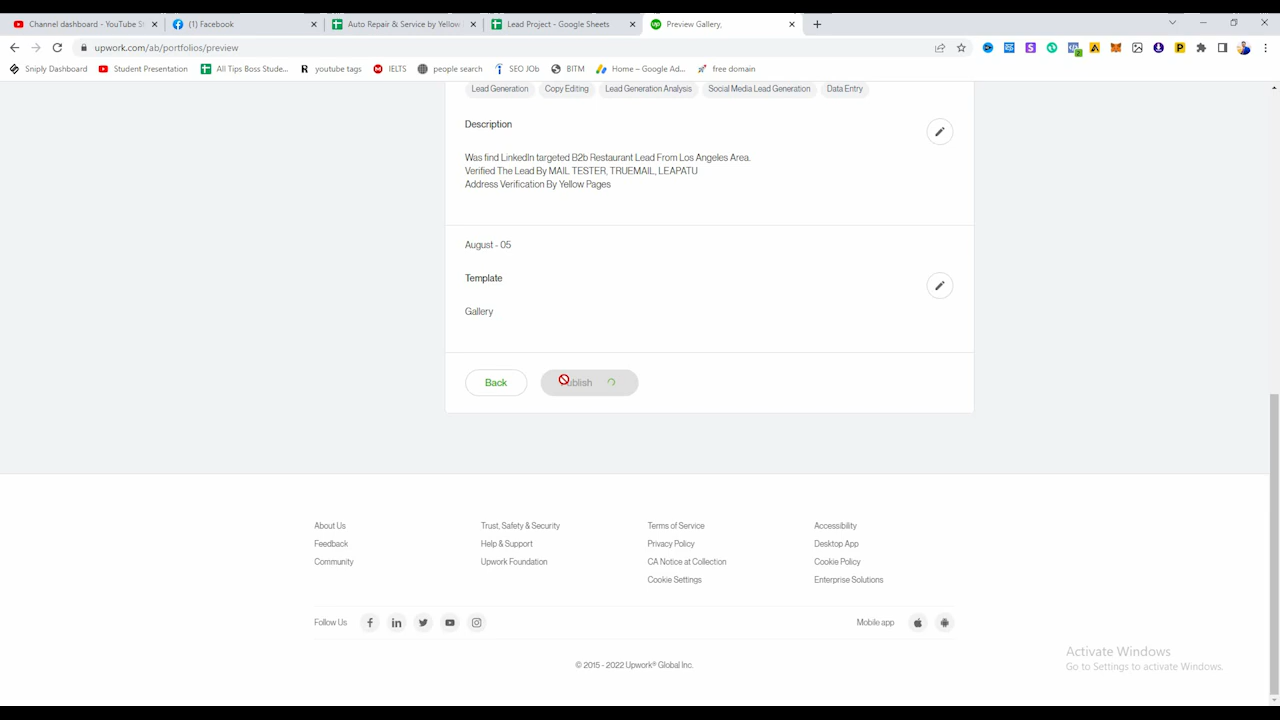 Channel dashboard - YouTube S
(1) Facebook
Auto Repair & Service by Yellow
Lead Project - Google Sheets
Preview Gallery,
upwork.com/ab/portfolios/preview
Sniply Dashboard
Student Presentation
All Tips Boss Stude...
youtube tags
IELTS
people search
SEO JOb
BITM
Home – Google Ad...
free domain
Lead Generation
Copy Editing
Lead Generation Analysis
Social Media Lead Generation
Data Entry
Description
Was find LinkedIn targeted B2b Restaurant Lead From Los Angeles Area.
Verified The Lead By MAIL TESTER, TRUEMAIL, LEAPATU
Address Verification By Yellow Pages
August - 05
Template
Gallery
Back
Publish
About Us
Trust, Safety & Security
Terms of Service
Accessibility
Feedback
Help & Support
Privacy Policy
Desktop App
Community
Upwork Foundation
CA Notice at Collection
Cookie Policy
Cookie Settings
Enterprise Solutions
Follow Us
Mobile app
© 2015 - 2022 Upwork® Global Inc.
Activate Windows
Go to Settings to activate Windows.